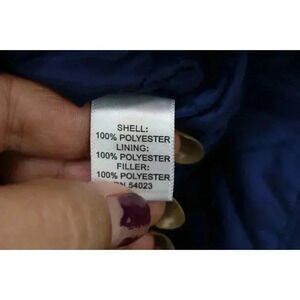 SHELL:
100% POLYESTER
LINING:
100% POLYESTER
FILLER:
100% POLYESTER
54023